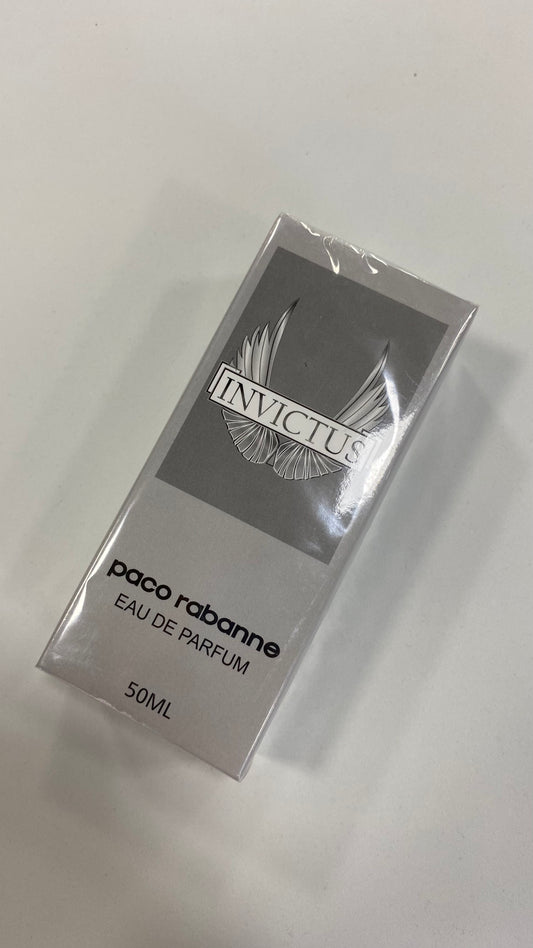 INVICTUS
paco rabanne
EAU DE PARFUM
50ML